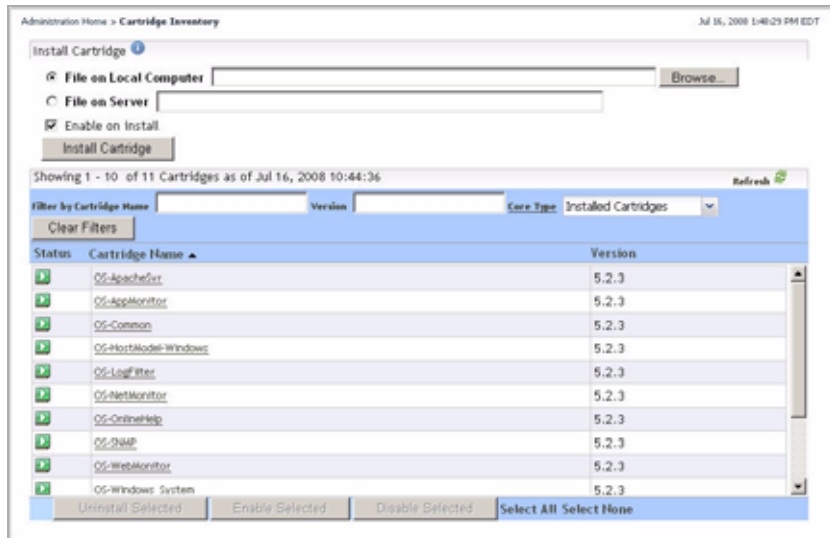 Administration Home > Cartridge Inventory
Jul 16, 2008 1:40:29 PM EDT
Install Cartridge
File on Local Computer
Browse...
File on Server
Enable on install
Install Cartridge
Showing 1 - 10 of 11 Cartridges as of Jul 16, 2008 10:44:36
Refresh
Filter by Cartridge Name
Version
Core Type
Installed Cartridges
Clear Filters
Status Cartridge Name Version
OS-ApacheSvr 5.2.3
OS-AppMonitor 5.2.3
OS-Common 5.2.3
OS-HostModel-Windows 5.2.3
OS-LogFilter 5.2.3
OS-NetMonitor 5.2.3
OS-OnlineHelp 5.2.3
OS-SNMP 5.2.3
OS-WebMonitor 5.2.3
OS-Windows System 5.2.3
Uninstall Selected
Enable Selected
Disable Selected
Select All Select None